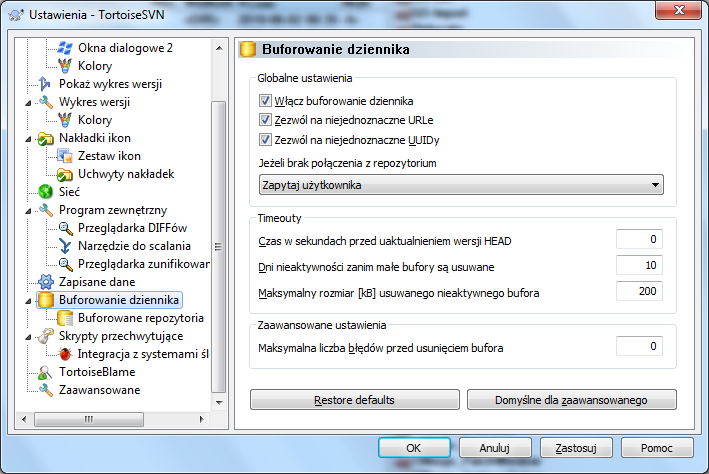 Ustawienia - TortoiseSVN
Okna dialogowe 2
Kolory
Pokaż wykres wersji
Wykres wersji
Kolory
Nakładki ikon
Zestaw ikon
Uchwyty nakładek
Sieć
Program zewnętrzny
Przeglądarka DIFFów
Narzędzie do scalania
Przeglądarka zunifikowan
Zapisane dane
Buforowanie dziennika
Buforowane repozytoria
Skrypty przechwytujące
Integracja z systemami śl
TortoiseBlame
Zaawansowane
Buforowanie dziennika
Globalne ustawienia
Włącz buforowanie dziennika
Zezwól na niejednoznaczne URLe
Zezwól na niejednoznaczne UUIDy
Jeżeli brak połączenia z repozytorium
Zapytaj użytkownika
Timeouty
Czas w sekundach przed uaktualnieniem wersji HEAD 0
Dni nieaktywności zanim małe bufory są usuwane 10
Maksymalny rozmiar [kB] usuwanego nieaktywnego bufora 200
Zaawansowane ustawienia
Maksymalna liczba błędów przed usunięciem bufora 0
Restore defaults
Domyślne dla zaawansowanego
OK
Anuluj
Zastosuj
Pomoc